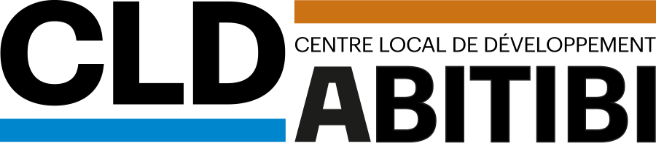 CLD
CENTRE LOCAL DE DÉVELOPPEMENT
ABITIBI